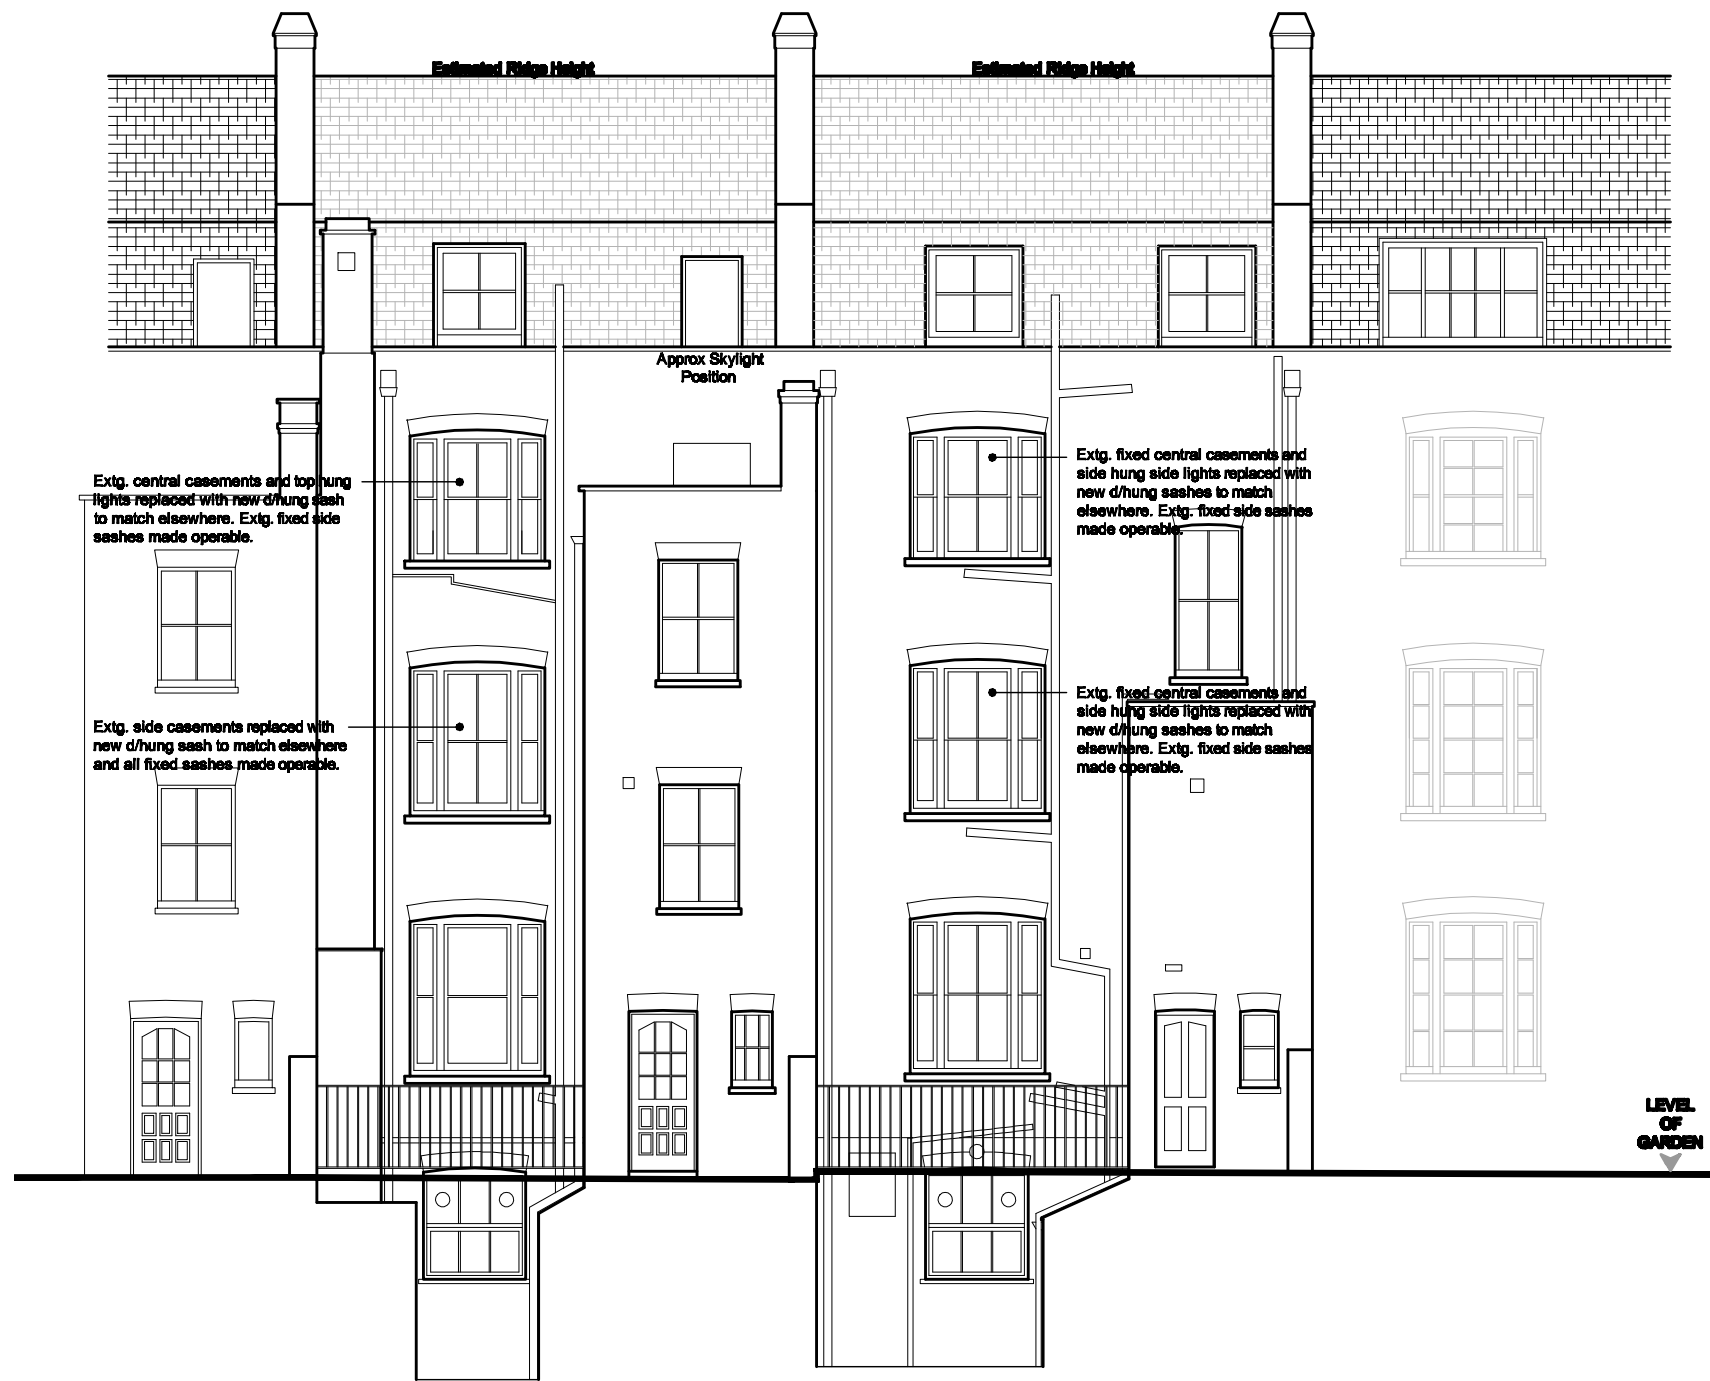 Estimated Ridge Height
Estimated Ridge Height
Approx Skylight
Position
Extg. central casements and top hung
lights replaced with new d/hung sash
to match elsewhere. Extg. fixed side
sashes made operable.
Extg. fixed central casements and
side hung side lights replaced with
new d/hung sashes to match
elsewhere. Extg. fixed side sashes
made operable.
Extg. side casements replaced with
new d/hung sash to match elsewhere
and all fixed sashes made operable.
Extg. fixed central casements and
side hung side lights replaced with
new d/hung sashes to match
elsewhere. Extg. fixed side sashes
made operable.
LEVEL
OF
GARDEN